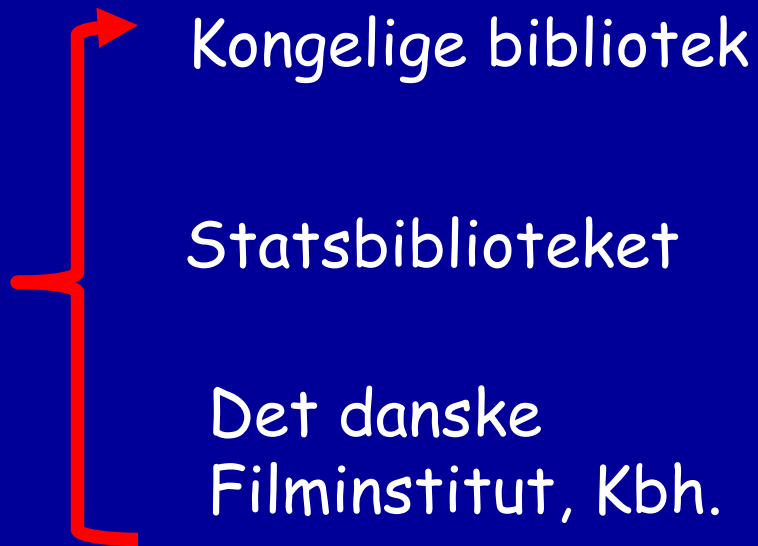 Kongelige bibliotek
Statsbiblioteket
Det danske
Filminstitut, Kbh.